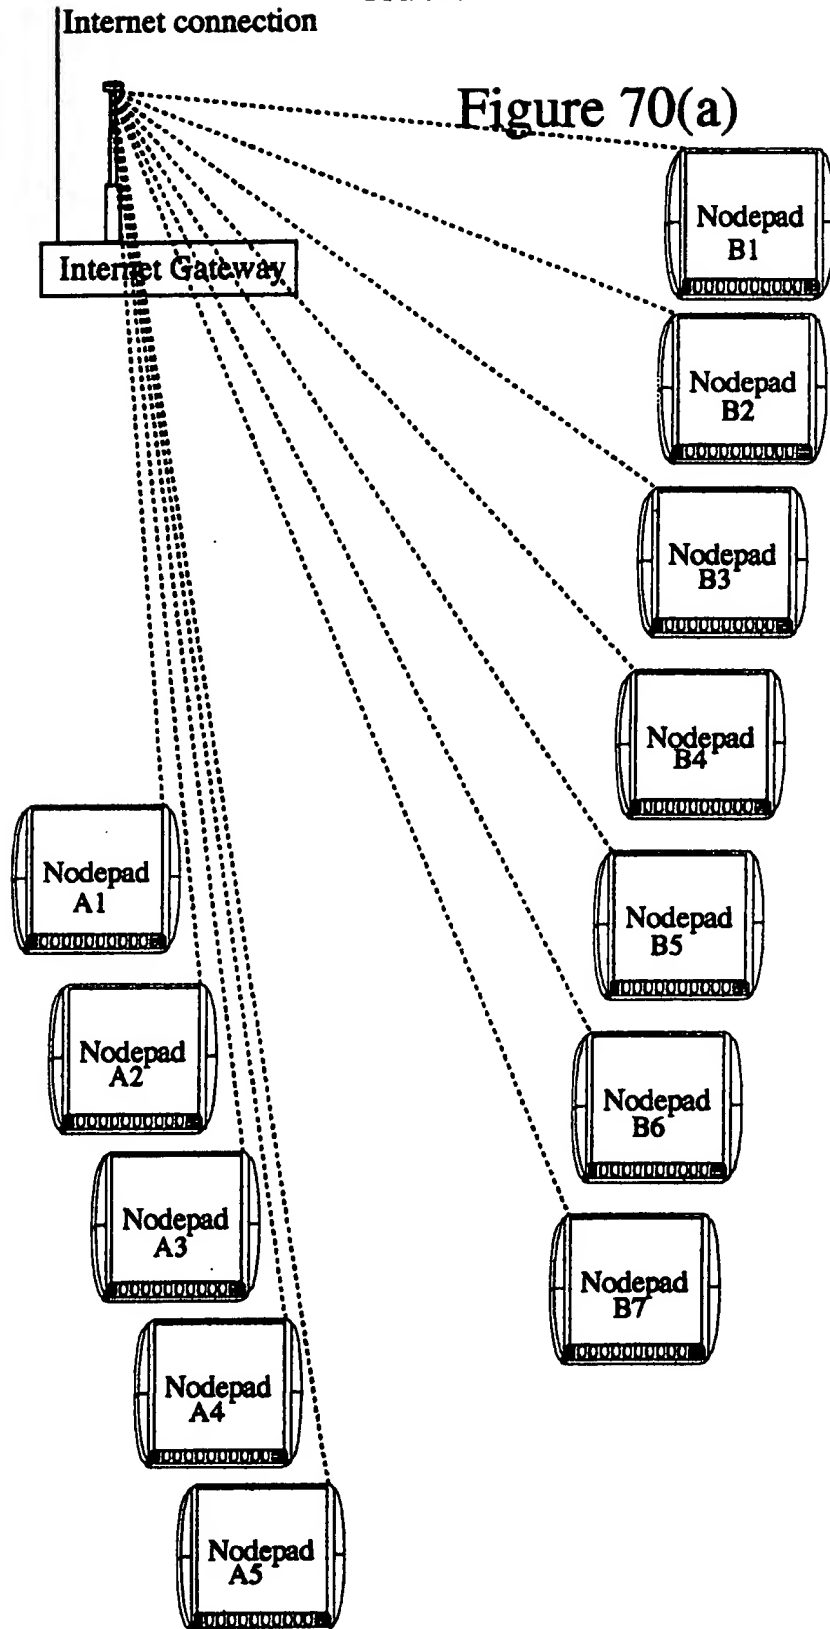 Internet connection
Figure 70(a)
Internet Gateway
Nodepad
B1
Nodepad
B2
Nodepad
B3
Nodepad
B4
Nodepad
B5
Nodepad
B6
Nodepad
B7
Nodepad
A1
Nodepad
A2
Nodepad
A3
Nodepad
A4
Nodepad
A5